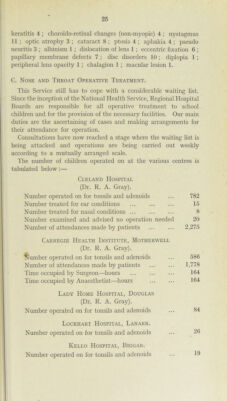 25
keratitis 4; choroido-retinal changes (non-myopic) 4; nystagmus
11; optic atrophy 3; cataract 8; ptosis 4; aphakia 4; pseudo
neuritis 3; albinism 1; dislocation of lens 1; eccentric fixation 6;
papillary membrane defects 7; disc disorders 10; diplopia 1;
peripheral lens opacity 1; chalazion 1; macular lesion 1.
C. Nose and Throat Operative Treatment.
This Service still has to cope with a considerable waiting list.
Since the inception of the National Health Service, Regional Hospital
Boards are responsible for all operative treatment to school
children and for the provision of the necessary facilities. Our main
duties are the ascertaining of cases and making arrangements for
their attendance for operation.
Consultations have now reached a stage where the waiting list is
being attacked and operations are being carried out weekly
according to a mutually arranged scale.
The number of children operated on at the various centres is
tabulated below :—
Cleland Hospital
(Dr. R. A. Gray).
Number operated on for tonsils and adenoids ... 782
Number treated for ear conditions ... ... ... 15
Number treated for nasal conditions ... ... ... 8
Number examined and advised no operation needed 20
Number of attendances made by patients ... ... 2,275
Carnegie Health Institute, Motherwell
(Dr. R. A. Gray).
Number operated on for tonsils and adenoids ... 586
Number of attendances made by patients ... ... 1,778
Time occupied by Surgeon—hours ... ... ... 164
Time occupied by Anaesthetist—hours ... ... 164
Lady Home Hospital, Douglas
(Dr. R. A. Gray).
Number operated on for tonsils and adenoids ... 84
Lockhart Hospital, Lanark.
Number operated on for tonsils and adenoids ... 26
Kello Hospital, Biggar.
Number operated on for tonsils and adenoids ... 19